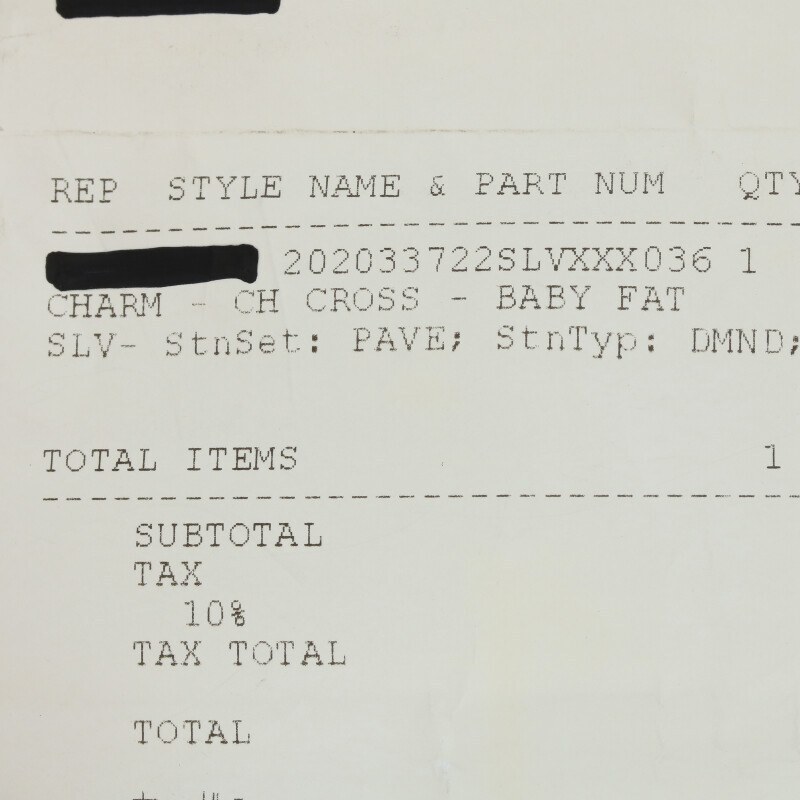 REP STYLE NAME & PART NUM QTY
202033722SLVXXX036 1
CHARM - CH CROSS - BABY FAT
SLV- StnSet: PAVE; StnTyp: DMND;
TOTAL ITEMS 1
SUBTOTAL
TAX
10%
TAX TOTAL
TOTAL